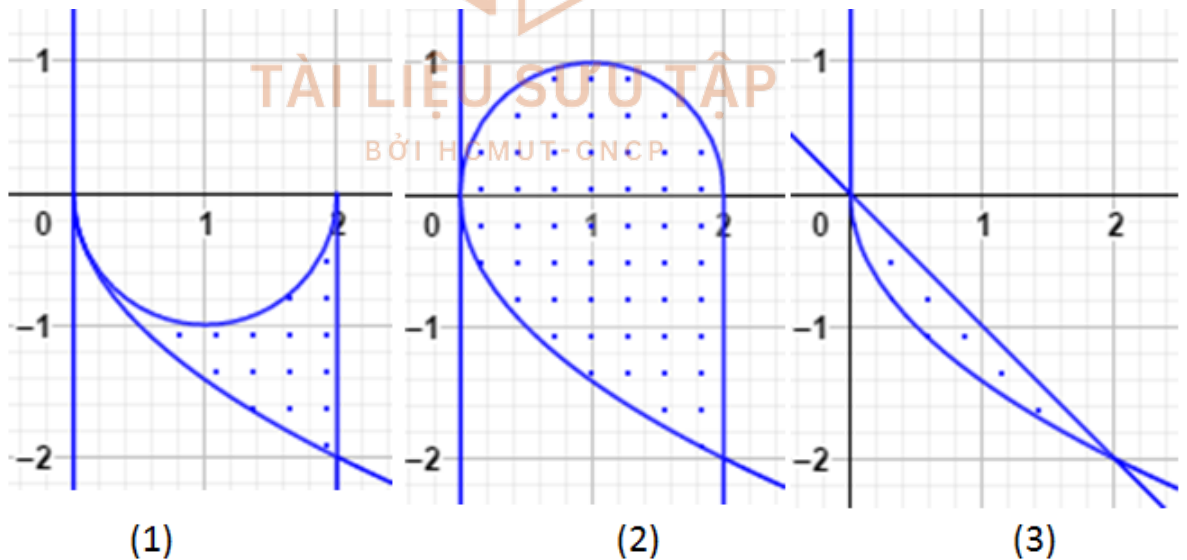 1 1 1
TÀI LIỆU SƯU TẬP
BỞI HCMUT-CNCP
0 1 2 0 1 2 0 1 2
-1 -1 -1
-2 -2 -2
(1) (2) (3)